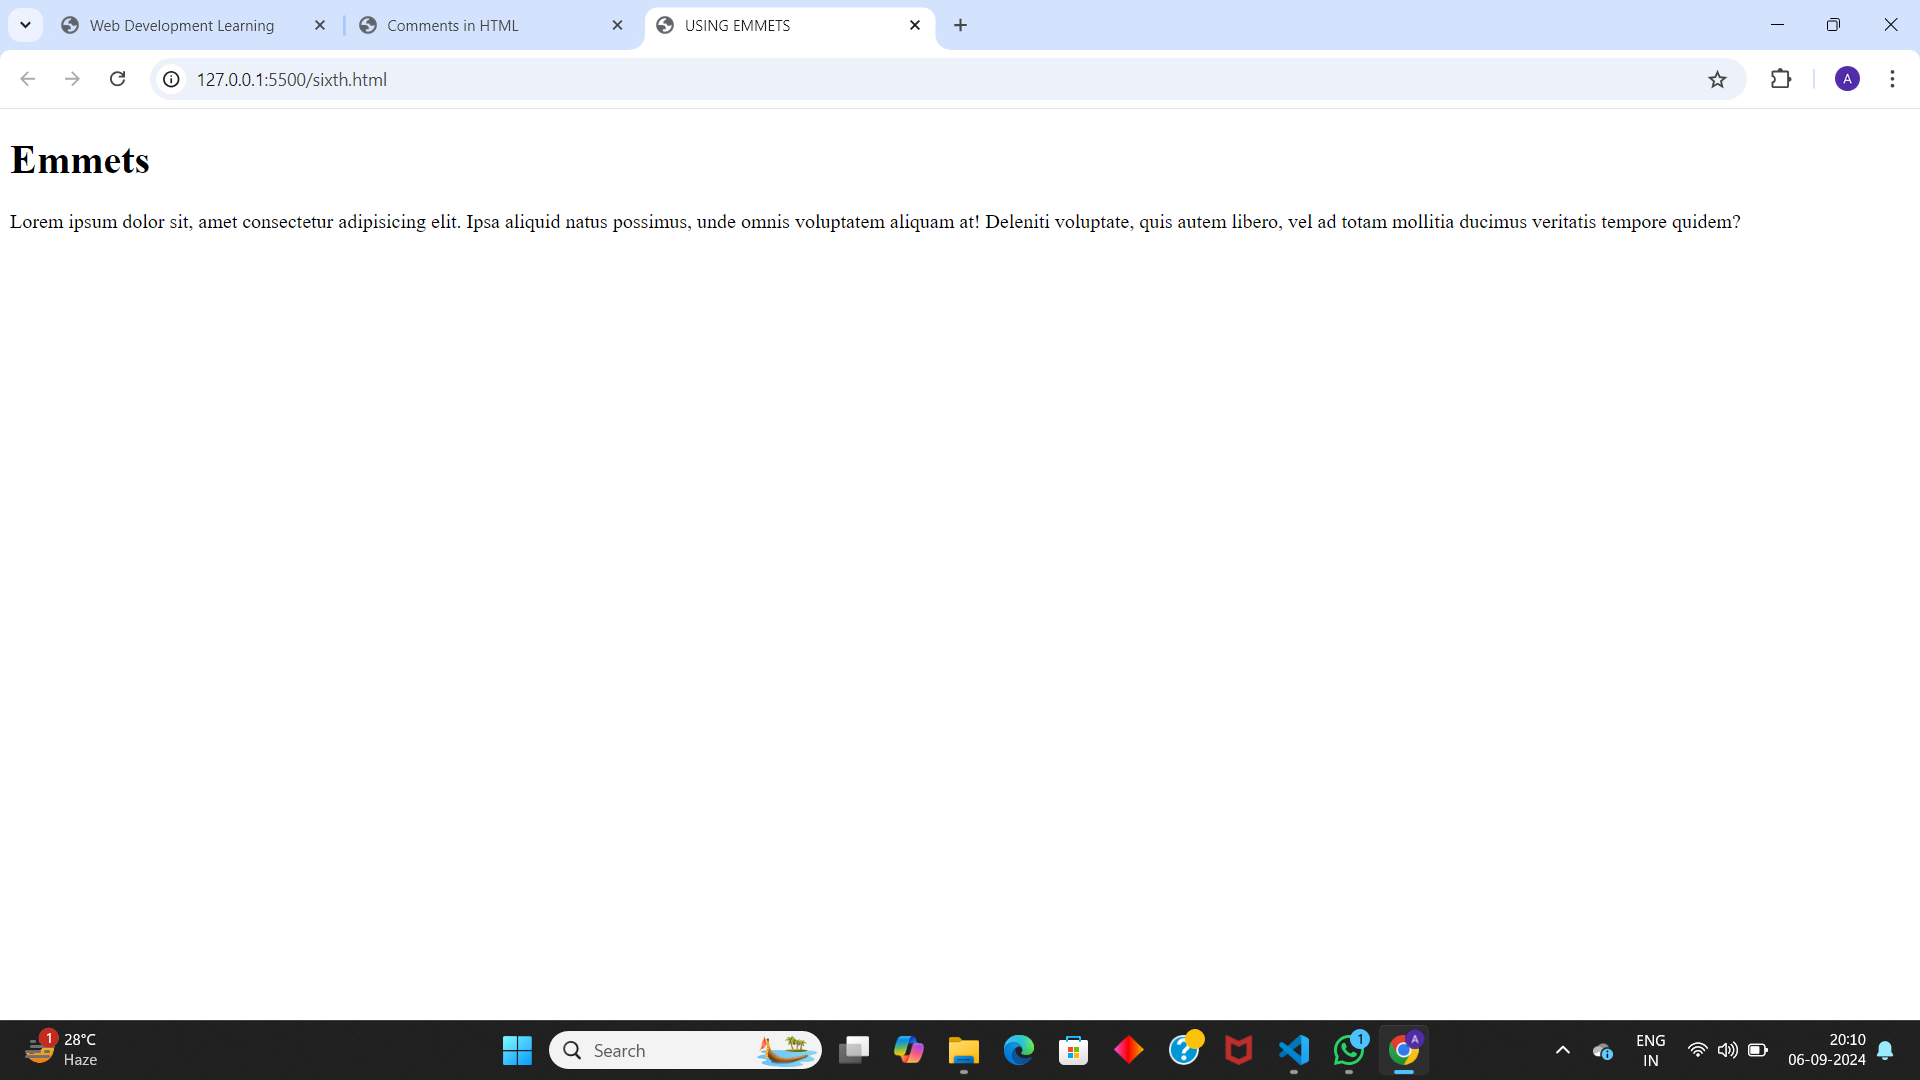 Web Development Learning
Comments in HTML
USING EMMETS
127.0.0.1:5500/sixth.html
A
Emmets
Lorem ipsum dolor sit, amet consectetur adipisicing elit. Ipsa aliquid natus possimus, unde omnis voluptatem aliquam at! Deleniti voluptate, quis autem libero, vel ad totam mollitia ducimus veritatis tempore quidem?
1
28°C
Haze
Search
1
A
ENG
IN
20:10
06-09-2024